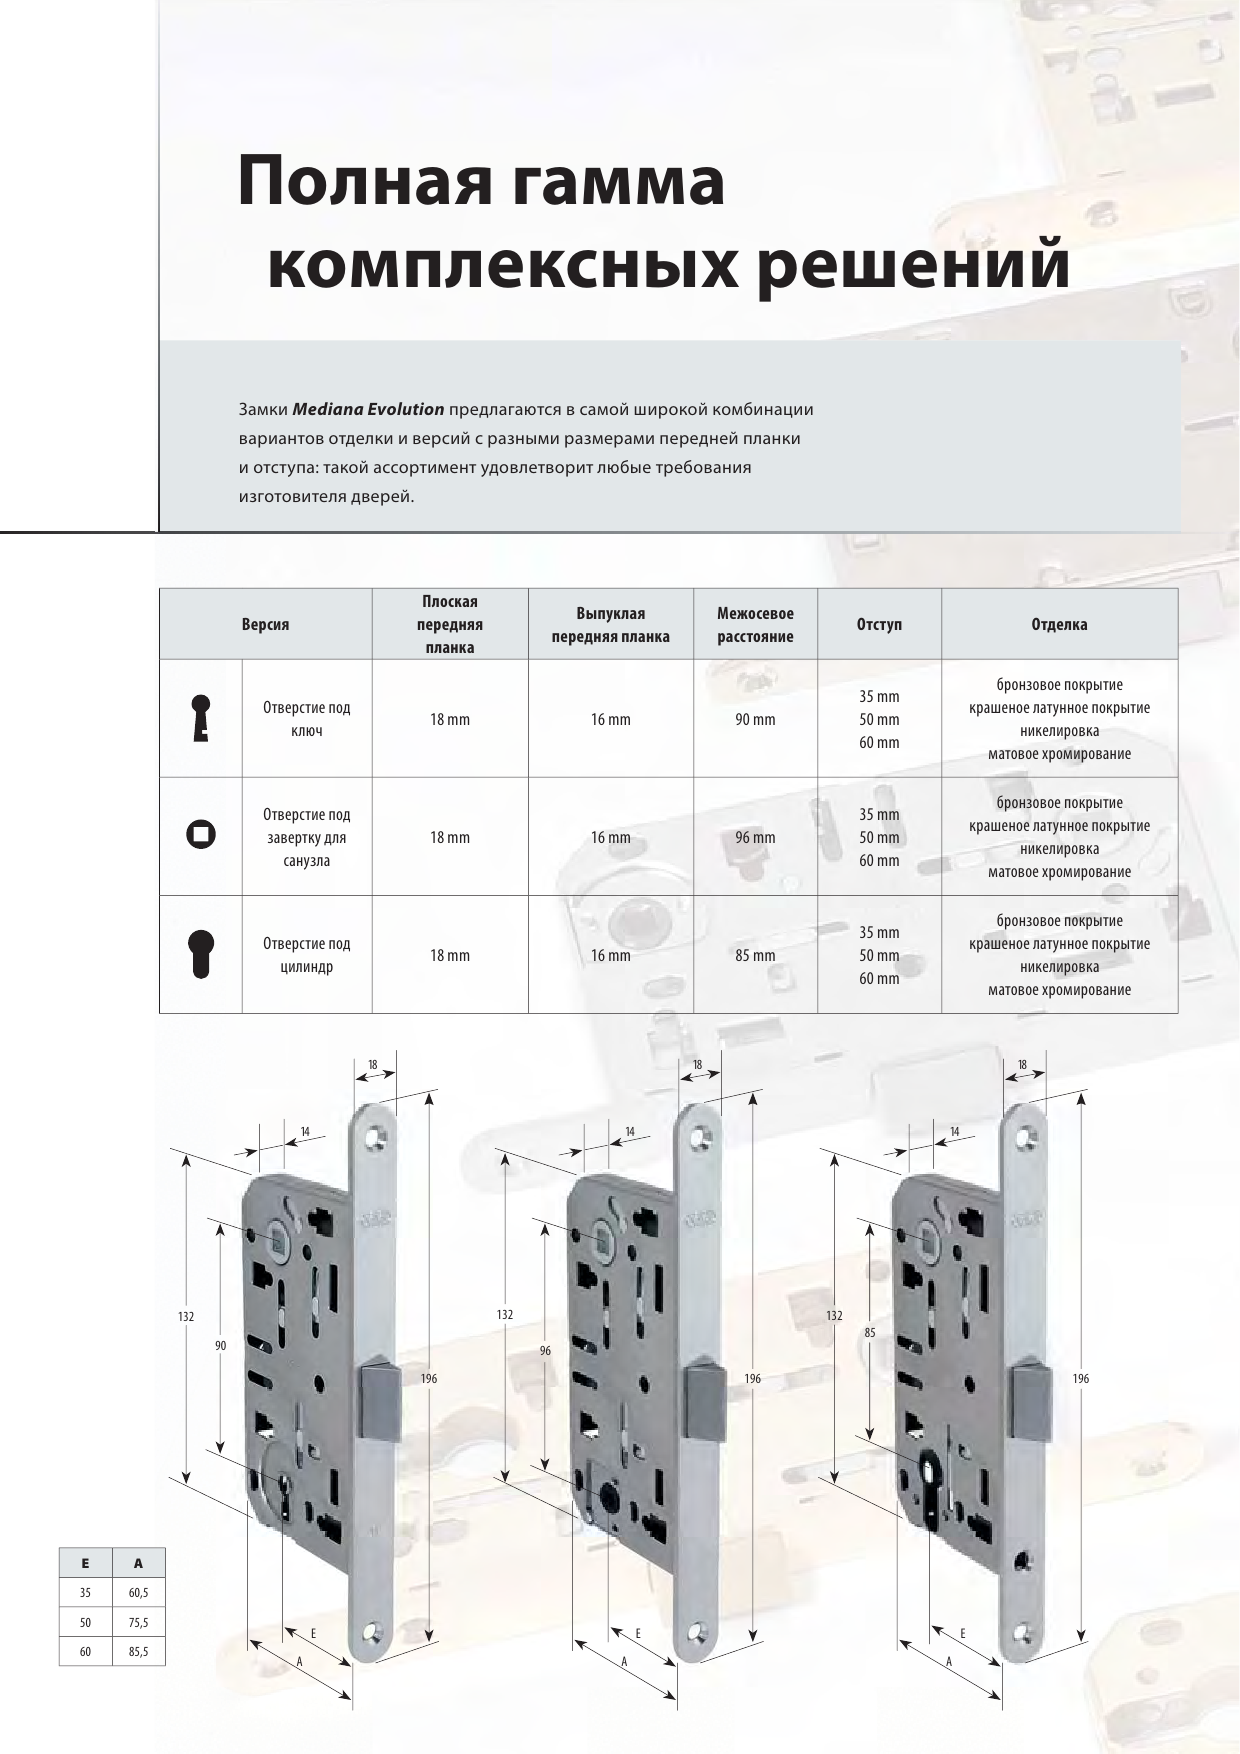 Полная гамма
комплексных решений
Замки Mediana Evolution предлагаются в самой широкой комбинации
вариантов отделки и версий с разными размерами передней планки
и отступа: такой ассортимент удовлетворит любые требования
изготовителя дверей.
Версия
Плоская
передняя
планка
Выпуклая
передняя планка
Межосевое
расстояние
Отступ
Отделка
Отверстие под
ключ
18 mm
16 mm
90 mm
35 mm
50 mm
60 mm
бронзовое покрытие
крашеное латунное покрытие
никелировка
матовое хромирование
Отверстие под
завертку для
санузла
18 mm
16 mm
96 mm
35 mm
50 mm
60 mm
бронзовое покрытие
крашеное латунное покрытие
никелировка
матовое хромирование
Отверстие под
цилиндр
18 mm
16 mm
85 mm
35 mm
50 mm
60 mm
бронзовое покрытие
крашеное латунное покрытие
никелировка
матовое хромирование
18
14
132
90
196
E
A
18
14
132
96
196
E
A
18
14
132
85
196
E
A
E A
35 60,5
50 75,5
60 85,5